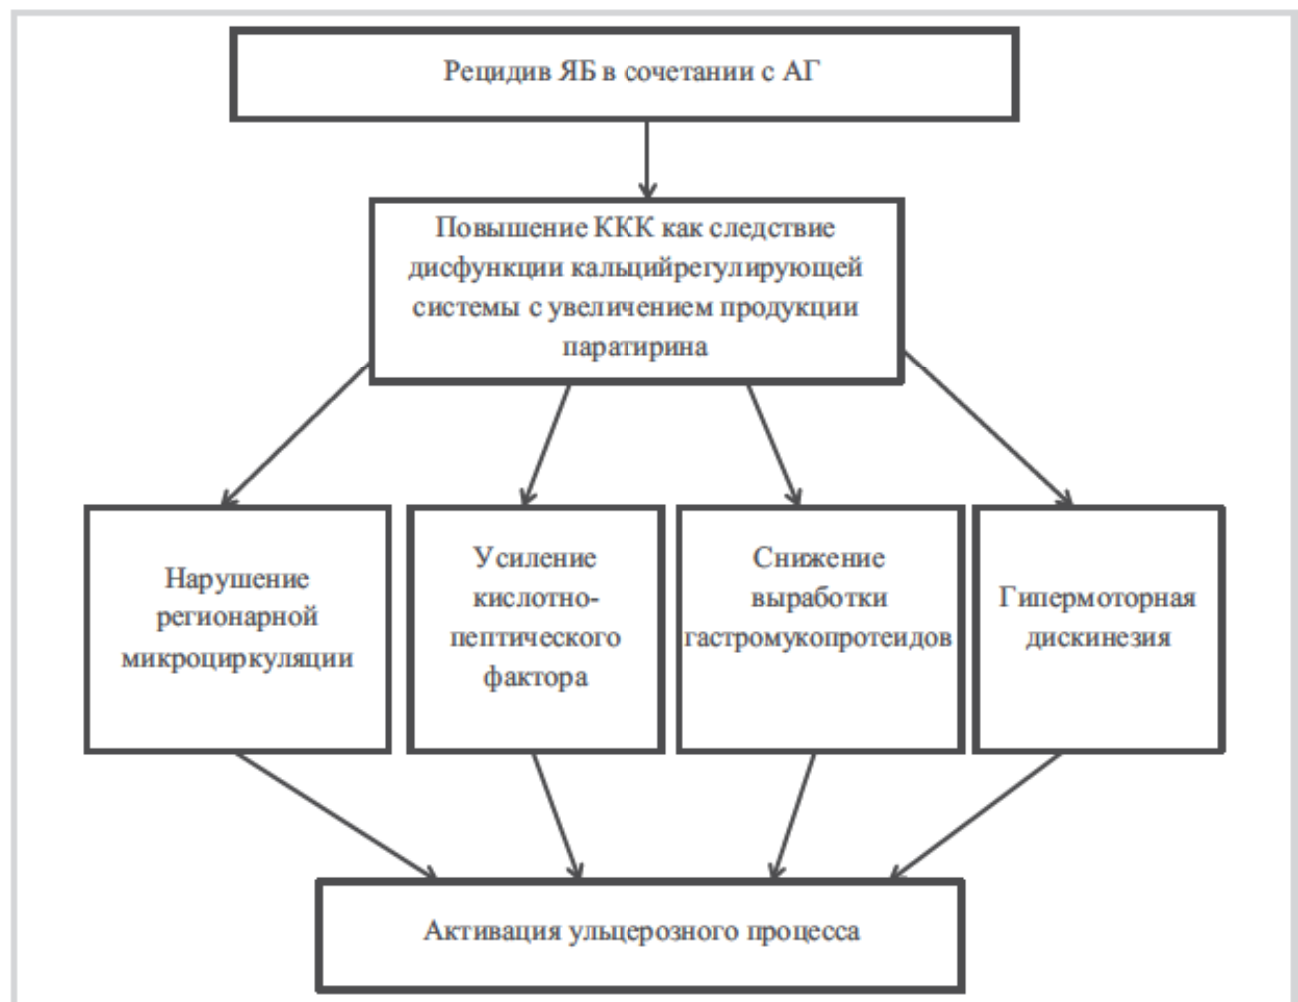 Рецидив ЯБ в сочетании с АГ
Повышение ККК как следствие
дисфункции кальцийрегулирующей
системы с увеличением продукции
паратирина
Нарушение
регионарной
микроциркуляции
Усиление
кислотно-
пептического
фактора
Снижение
выработки
гастромукопротеидов
Гипермоторная
дискинезия
Активация ульцерозного процесса